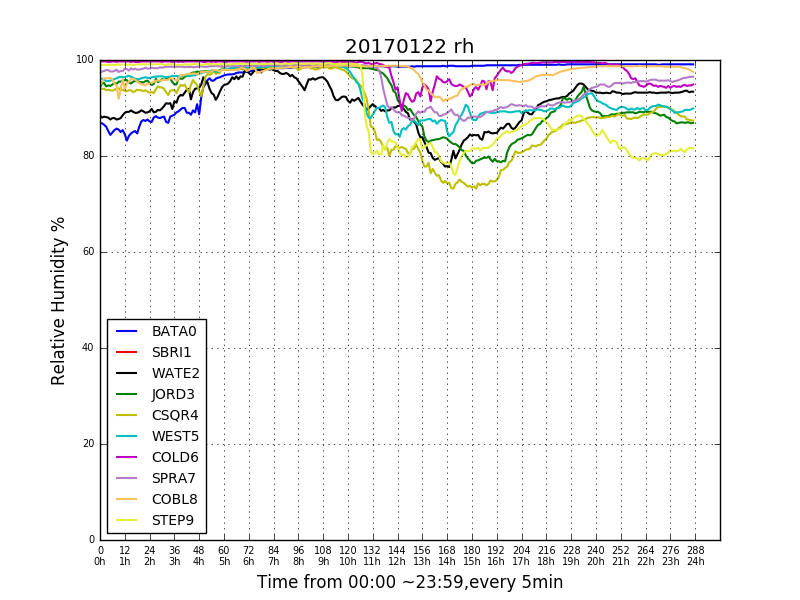 20170122 rh
100
80
60
40
20
0
Relative Humidity %
BATA0
SBRI1
WATE2
JORD3
CSQR4
WEST5
COLD6
SPRA7
COBL8
STEP9
0 12 24 36 48 60 72 84 96 108 120 132 144 156 168 180 192 204 216 228 240 252 264 276 288
0h 1h 2h 3h 4h 5h 6h 7h 8h 9h 10h 11h 12h 13h 14h 15h 16h 17h 18h 19h 20h 21h 22h 23h 24h
Time from 00:00 ~23:59,every 5min